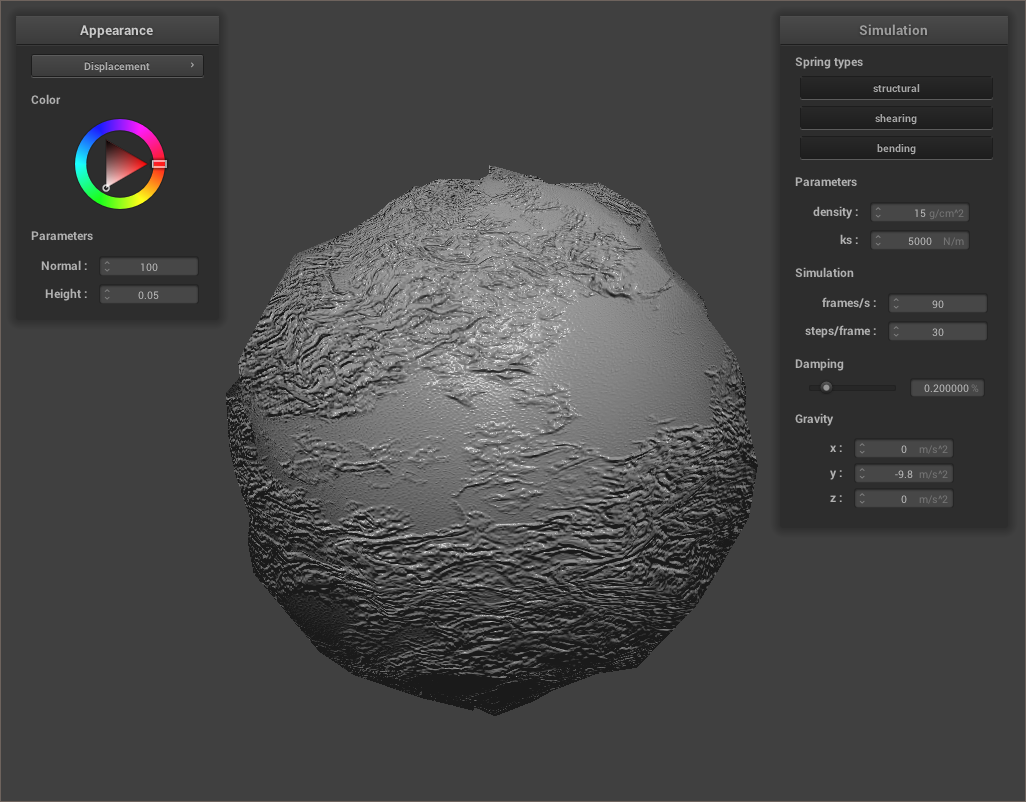 Appearance
Displacement
Color
Parameters
Normal : 100
Height : 0.05
Simulation
Spring types
structural
shearing
bending
Parameters
density : 15 g/cm^2
ks : 5000 N/m
Simulation
frames/s : 90
steps/frame : 30
Damping
0.200000 %
Gravity
x : 0 m/s^2
y : -9.8 m/s^2
z : 0 m/s^2